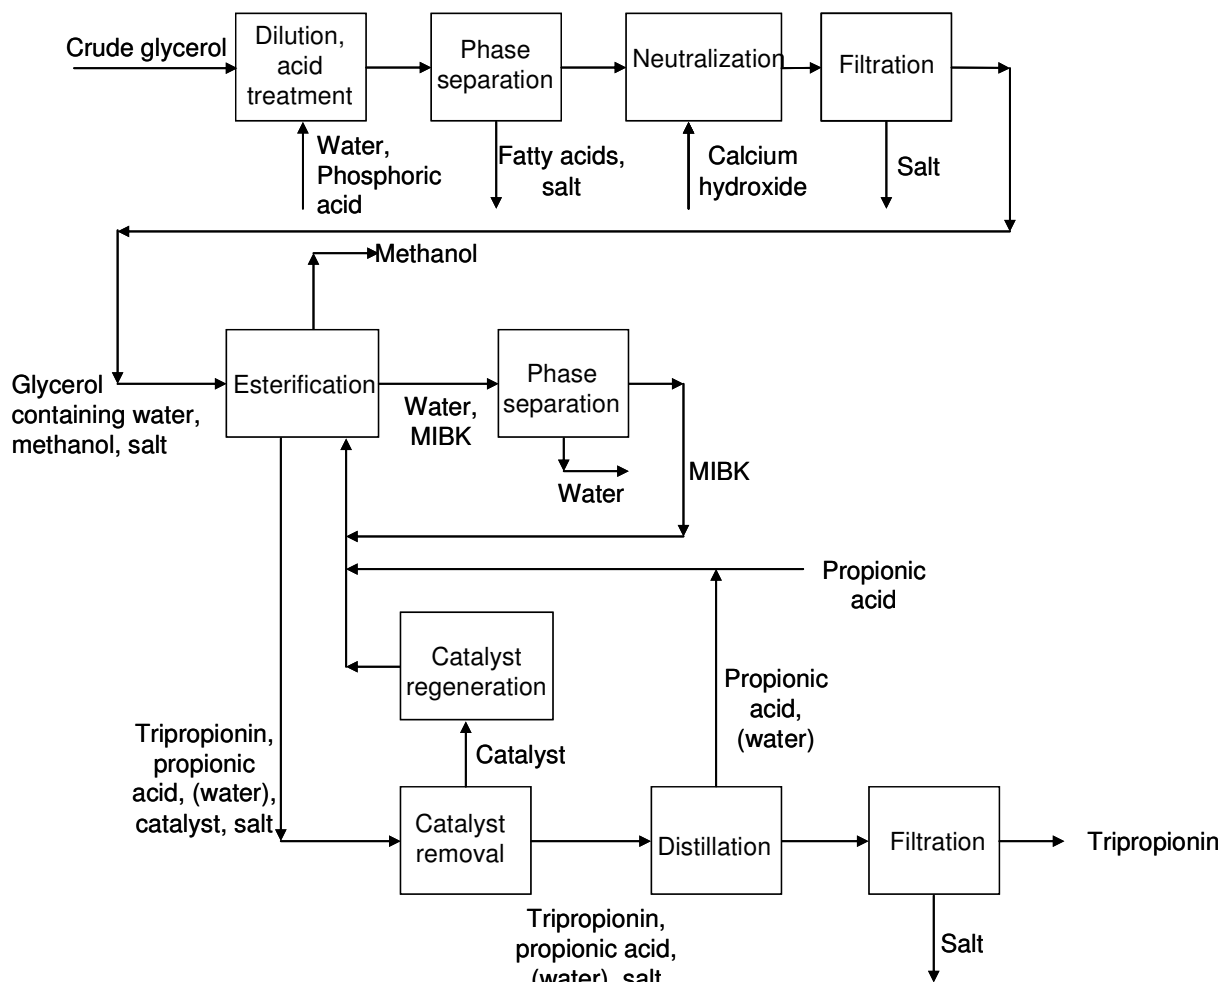 Crude glycerol
Dilution,
acid
treatment
Phase
separation
Neutralization
Filtration
Water,
Phosphoric
acid
Fatty acids,
salt
Calcium
hydroxide
Salt
Methanol
Glycerol
containing water,
methanol, salt
Esterification
Water,
MIBK
Phase
separation
Water
MIBK
Propionic
acid
Catalyst
regeneration
Propionic
acid,
(water)
Tripropionin,
propionic
acid, (water),
catalyst, salt
Catalyst
Catalyst
removal
Distillation
Filtration
Tripropionin
Tripropionin,
propionic acid,
(water), salt
Salt